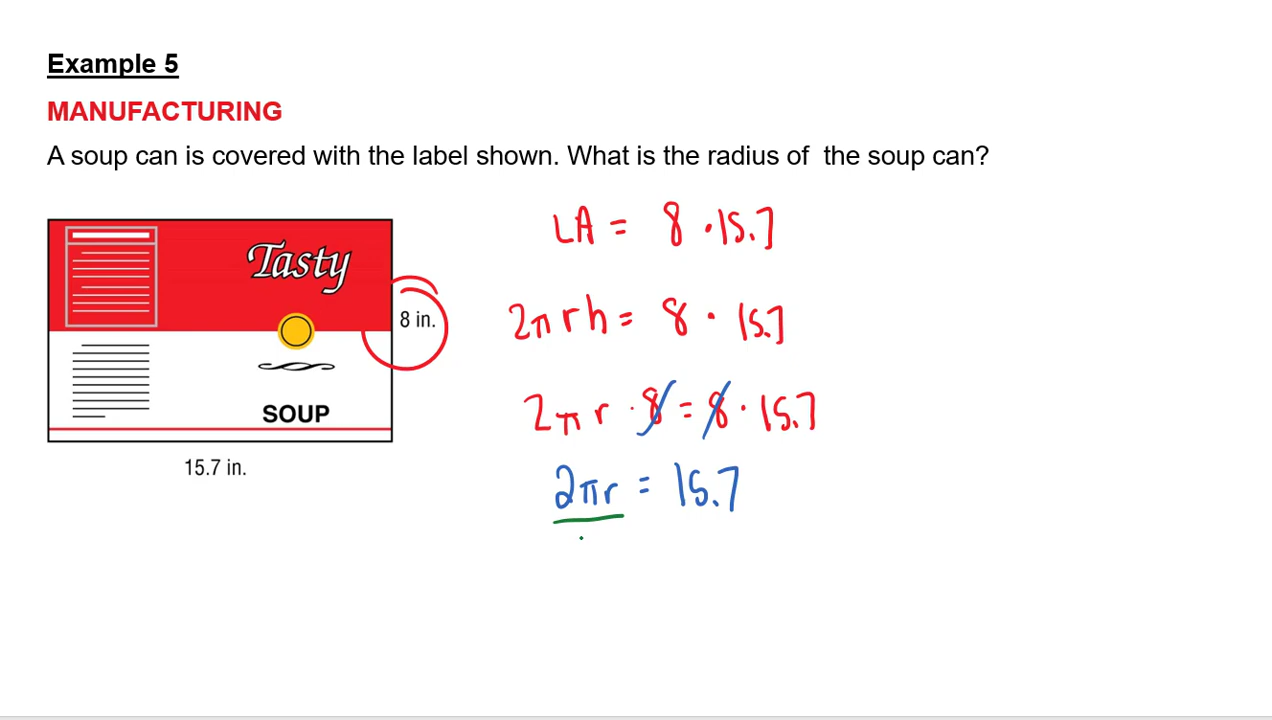 Example 5
MANUFACTURING
A soup can is covered with the label shown. What is the radius of the soup can?
Tasty
8 in.
SOUP
15.7 in.
LA = 8 · 15.7
2πrh = 8 · 15.7
2πr · 8 = 8 · 15.7
2πr = 15.7